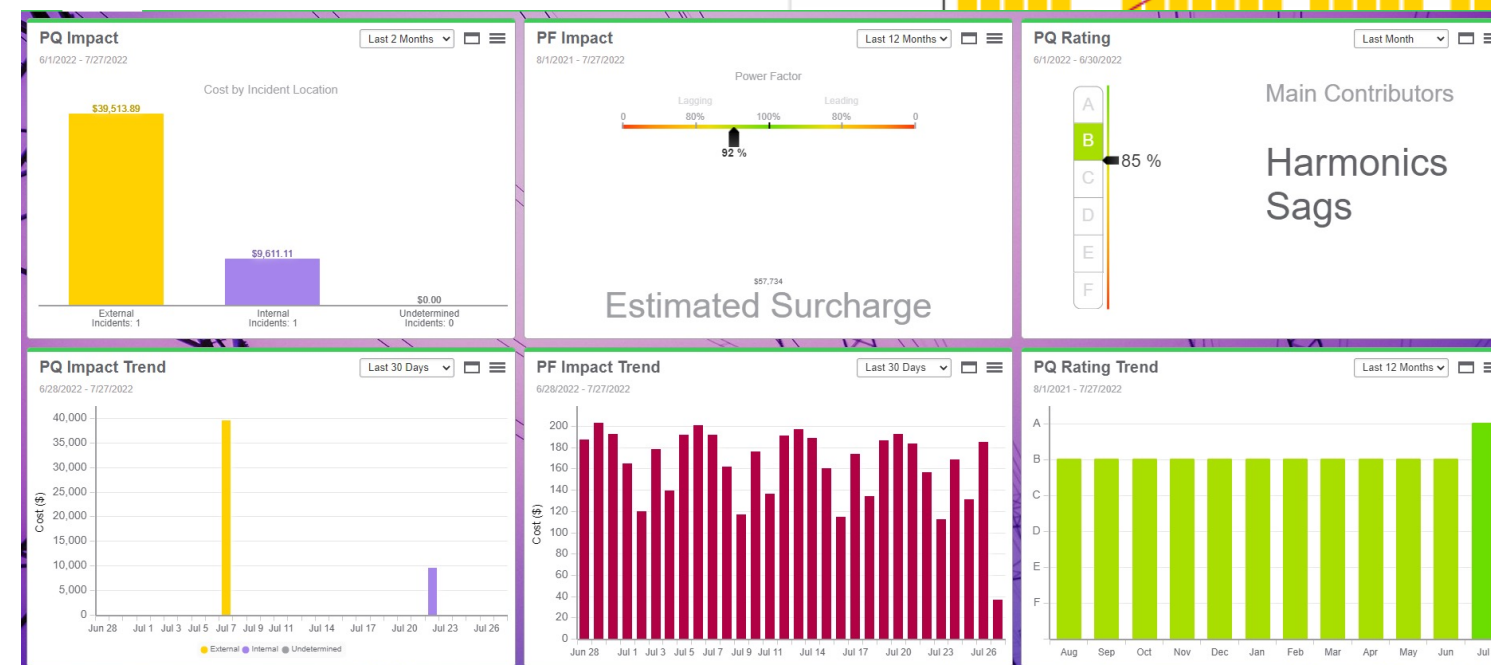 PQ Impact
Last 2 Months
6/1/2022 - 7/27/2022
Cost by Incident Location
$39,513.89
$9,611.11
$0.00
External
Incidents: 1
Internal
Incidents: 1
Undetermined
Incidents: 0
PF Impact
Last 12 Months
8/1/2021 - 7/27/2022
Power Factor
Lagging
Leading
0
80%
100%
80%
0
92 %
$57,734
Estimated Surcharge
PQ Rating
Last Month
6/1/2022 - 6/30/2022
A
B
C
D
E
F
85 %
Main Contributors
Harmonics
Sags
PQ Impact Trend
Last 30 Days
6/28/2022 - 7/27/2022
Cost ($)
40,000
35,000
30,000
25,000
20,000
15,000
10,000
5,000
0
Jun 28 Jul 1 Jul 3 Jul 5 Jul 7 Jul 9 Jul 11 Jul 14 Jul 17 Jul 20 Jul 23 Jul 26
External Internal Undetermined
PF Impact Trend
Last 30 Days
6/28/2022 - 7/27/2022
Cost ($)
200
180
160
140
120
100
80
60
40
20
0
Jun 28 Jul 1 Jul 3 Jul 5 Jul 7 Jul 9 Jul 11 Jul 14 Jul 17 Jul 20 Jul 23 Jul 26
PQ Rating Trend
Last 12 Months
8/1/2021 - 7/27/2022
A
B
C
D
E
F
Aug Sep Oct Nov Dec Jan Feb Mar Apr May Jun Jul